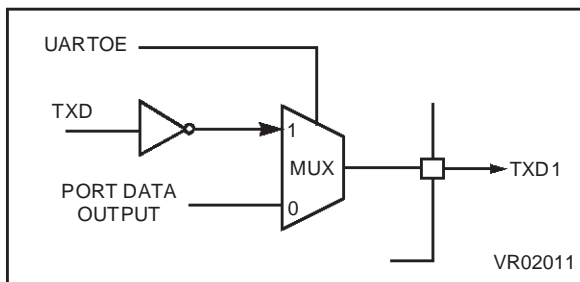 UARTOE
TXD
1
MUX
TXD1
PORT DATA
OUTPUT
0
VR02011